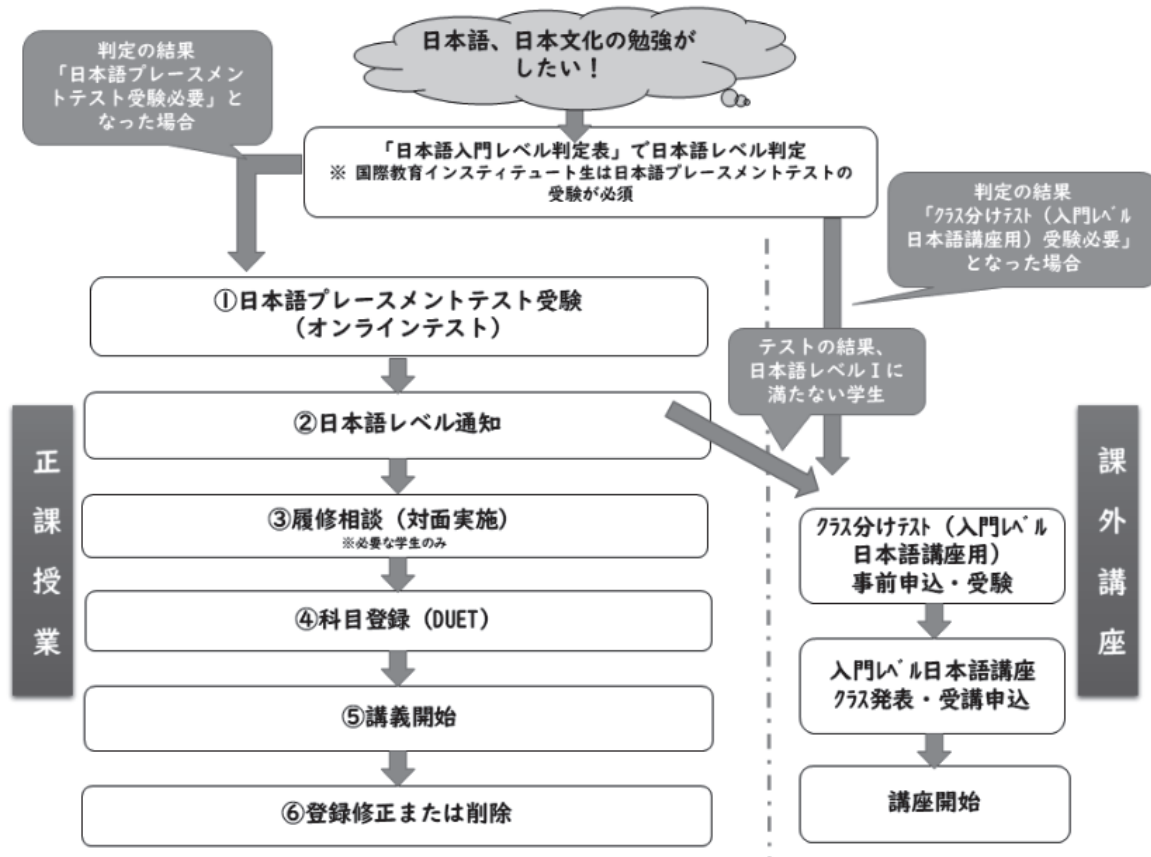 日本語、日本文化の勉強が
したい！
判定の結果
「日本語プレースメン
トテスト受験必要」と
なった場合
「日本語入門レベル判定表」で日本語レベル判定
※ 国際教育インスティテュート生は日本語プレースメントテストの
受験が必須
判定の結果
「ｸﾗｽ分けﾃｽﾄ（入門ﾚﾍﾞﾙ
日本語講座用）受験必要」
となった場合
①日本語プレースメントテスト受験
（オンラインテスト）
テストの結果、
日本語レベルⅠに
満たない学生
②日本語レベル通知
正課授業
課外講座
③履修相談（対面実施）
※必要な学生のみ
④科目登録（DUET）
⑤講義開始
⑥登録修正または削除
ｸﾗｽ分けﾃｽﾄ（入門ﾚﾍﾞﾙ
日本語講座用）
事前申込・受験
入門ﾚﾍﾞﾙ日本語講座
ｸﾗｽ発表・受講申込
講座開始